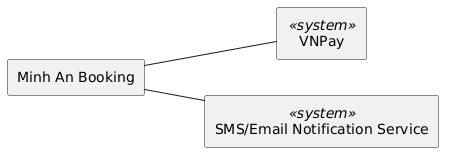 «system»
VNPay
Minh An Booking
«system»
SMS/Email Notification Service